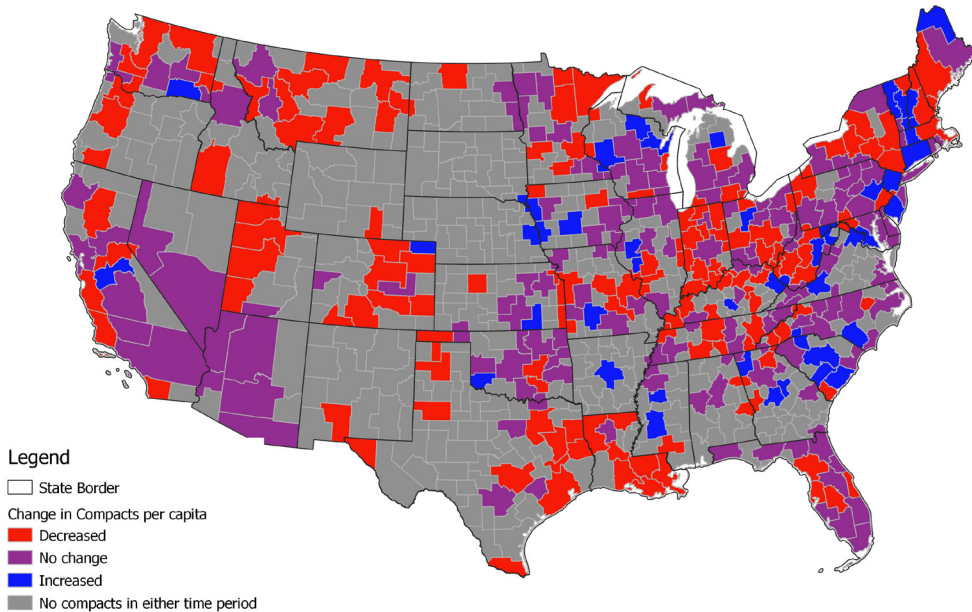 Legend
State Border
Change in Compacts per capita
Decreased
No change
Increased
No compacts in either time period